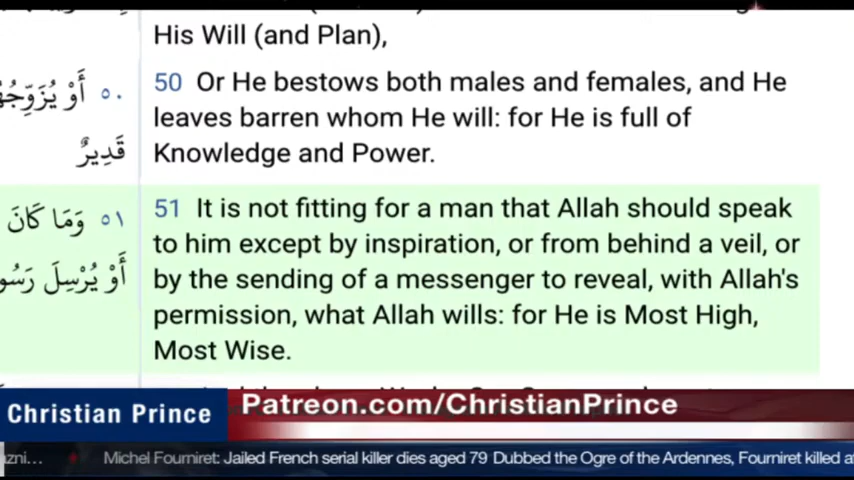 His Will (and Plan),
٥٠ أَوْ
50 Or He bestows both males and females, and He
leaves barren whom He will: for He is full of
قَدِيرٌ
Knowledge and Power.
51 It is not fitting for a man that Allah should speak
٥١ وَمَا كَانَ
to him except by inspiration, or from behind a veil, or
أَوْ يُرْسِلَ
by the sending of a messenger to reveal, with Allah's
permission, what Allah wills: for He is Most High,
Most Wise.
Christian Prince
Patreon.com/ChristianPrince
Michel Fourniret: Jailed French serial killer dies aged 79 Dubbed the Ogre of the Ardennes, Fourniret killed